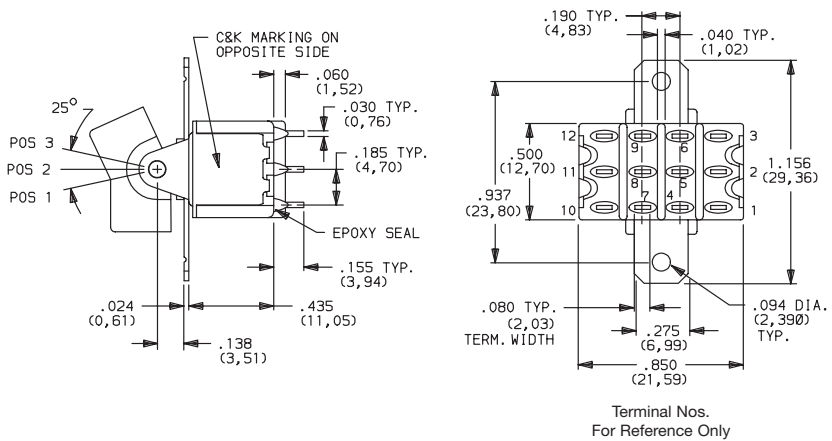 C&K MARKING ON
OPPOSITE SIDE
.060
(1,52)
.030 TYP.
(0,76)
25°
POS 3
POS 2
POS 1
.185 TYP.
(4,70)
EPOXY SEAL
.155 TYP.
(3,94)
.024
(0,61)
.435
(11,05)
.138
(3,51)
.190 TYP.
(4,83)
.040 TYP.
(1,02)
12
9
6
3
11
8
5
2
10
7
4
1
.500
(12,70)
1.156
(29,36)
.937
(23,80)
.080 TYP.
(2,03)
TERM. WIDTH
.275
(6,99)
.094 DIA.
(2,39Ø)
TYP.
.850
(21,59)
Terminal Nos.
For Reference Only